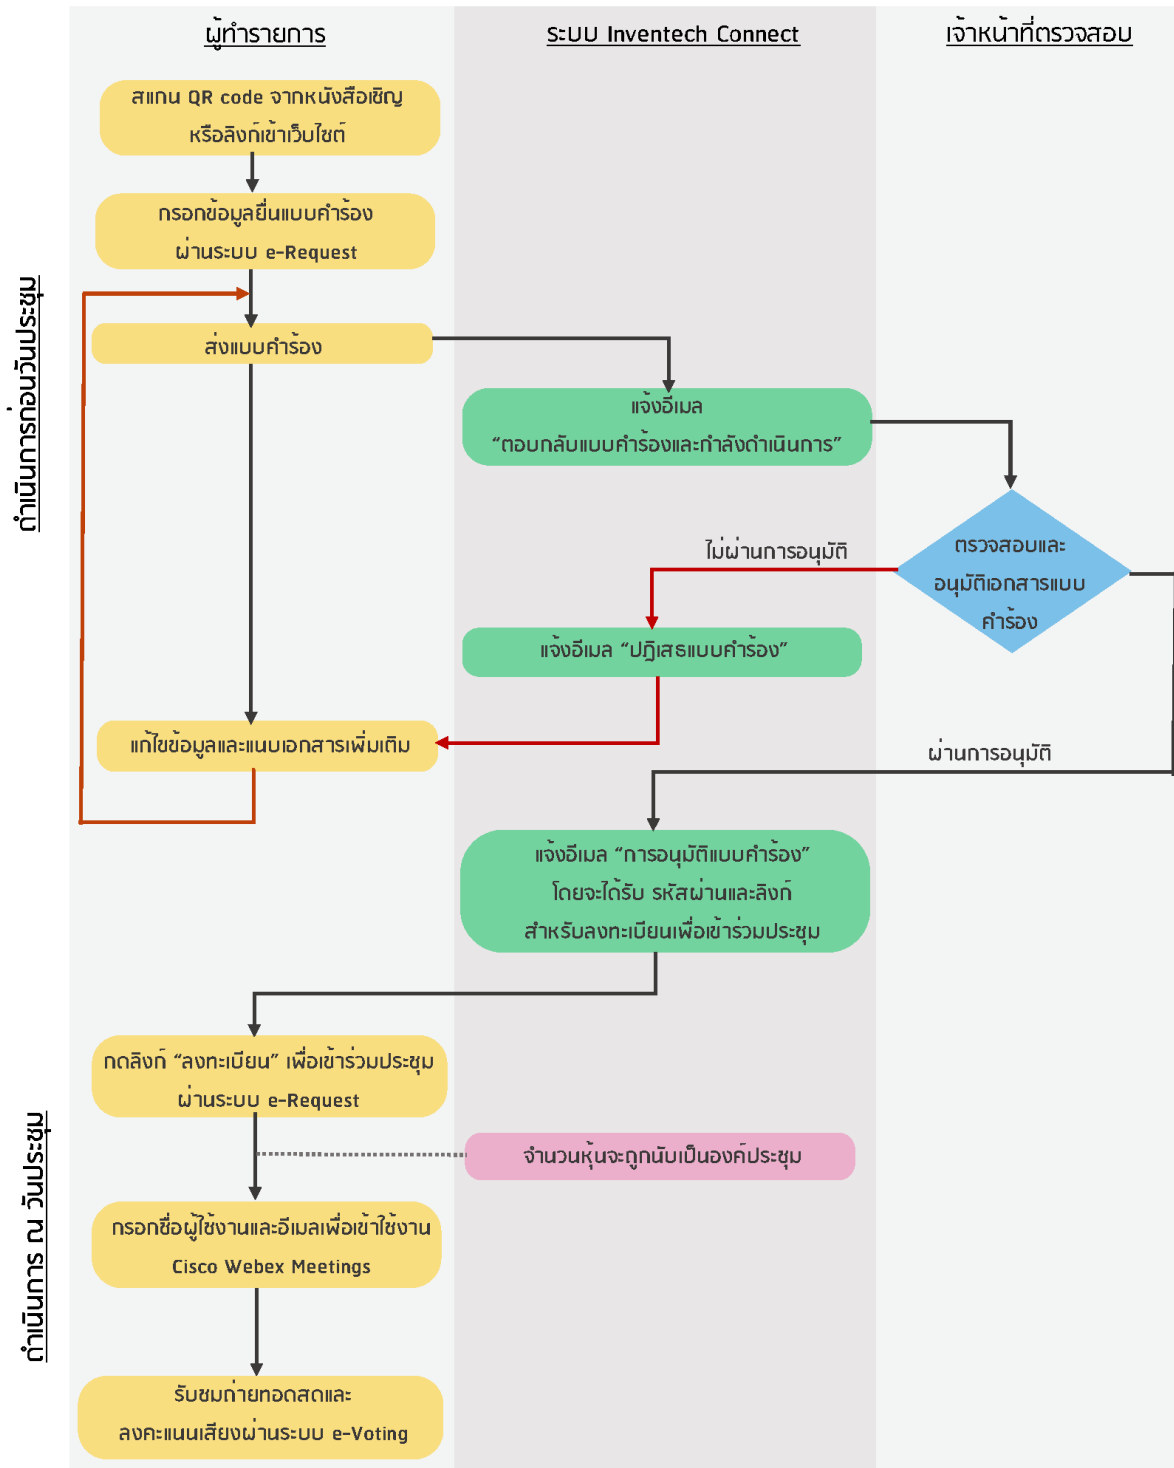 ผู้ทำรายการ
ระบบ Inventech Connect
เจ้าหน้าที่ตรวจสอบ
ดำเนินการก่อนวันประชุม
สแกน QR code จากหนังสือเชิญ
หรือลิงก์เข้าเว็บไซต์
กรอกข้อมูลยื่นแบบคำร้อง
ผ่านระบบ e-Request
ส่งแบบคำร้อง
แจ้งอีเมล
“ตอบกลับแบบคำร้องและกำลังดำเนินการ”
ตรวจสอบและ
อนุมัติเอกสารแบบ
คำร้อง
ไม่ผ่านการอนุมัติ
แจ้งอีเมล “ปฏิเสธแบบคำร้อง”
แก้ไขข้อมูลและแนบเอกสารเพิ่มเติม
ผ่านการอนุมัติ
แจ้งอีเมล “การอนุมัติแบบคำร้อง”
โดยจะได้รับ รหัสผ่านและลิงก์
สำหรับลงทะเบียนเพื่อเข้าร่วมประชุม
ดำเนินการ ณ วันประชุม
กดลิงก์ “ลงทะเบียน” เพื่อเข้าร่วมประชุม
ผ่านระบบ e-Request
จำนวนหุ้นจะถูกนับเป็นองค์ประชุม
กรอกชื่อผู้ใช้งานและอีเมลเพื่อเข้าใช้งาน
Cisco Webex Meetings
รับชมถ่ายทอดสดและ
ลงคะแนนเสียงผ่านระบบ e-Voting